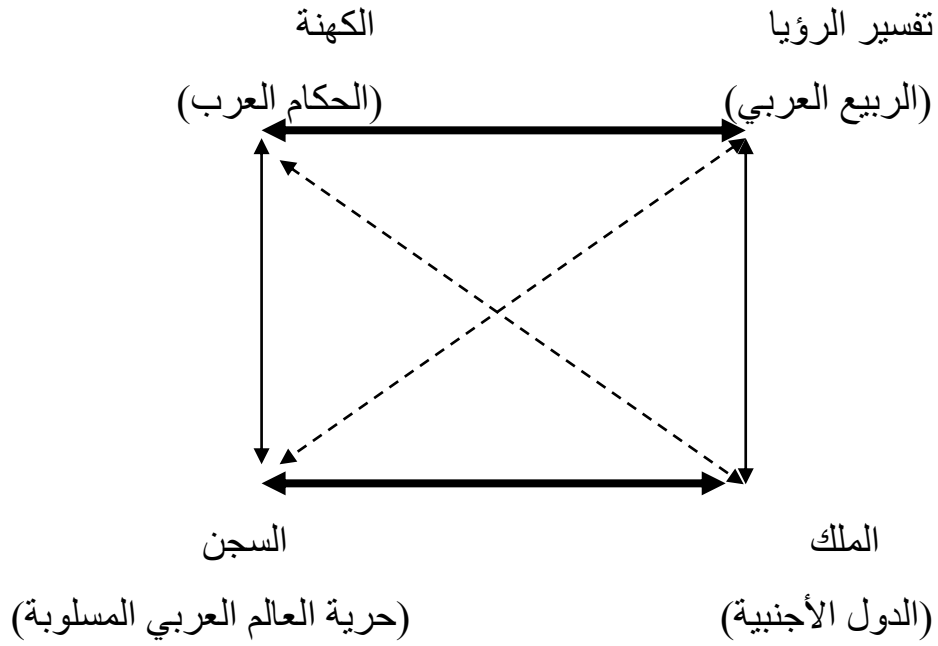 تفسير الرؤيا
الكهنة
(الربيع العربي)
(الحكام العرب)
الملك
السجن
(الدول الأجنبية)
(حرية العالم العربي المسلوبة)